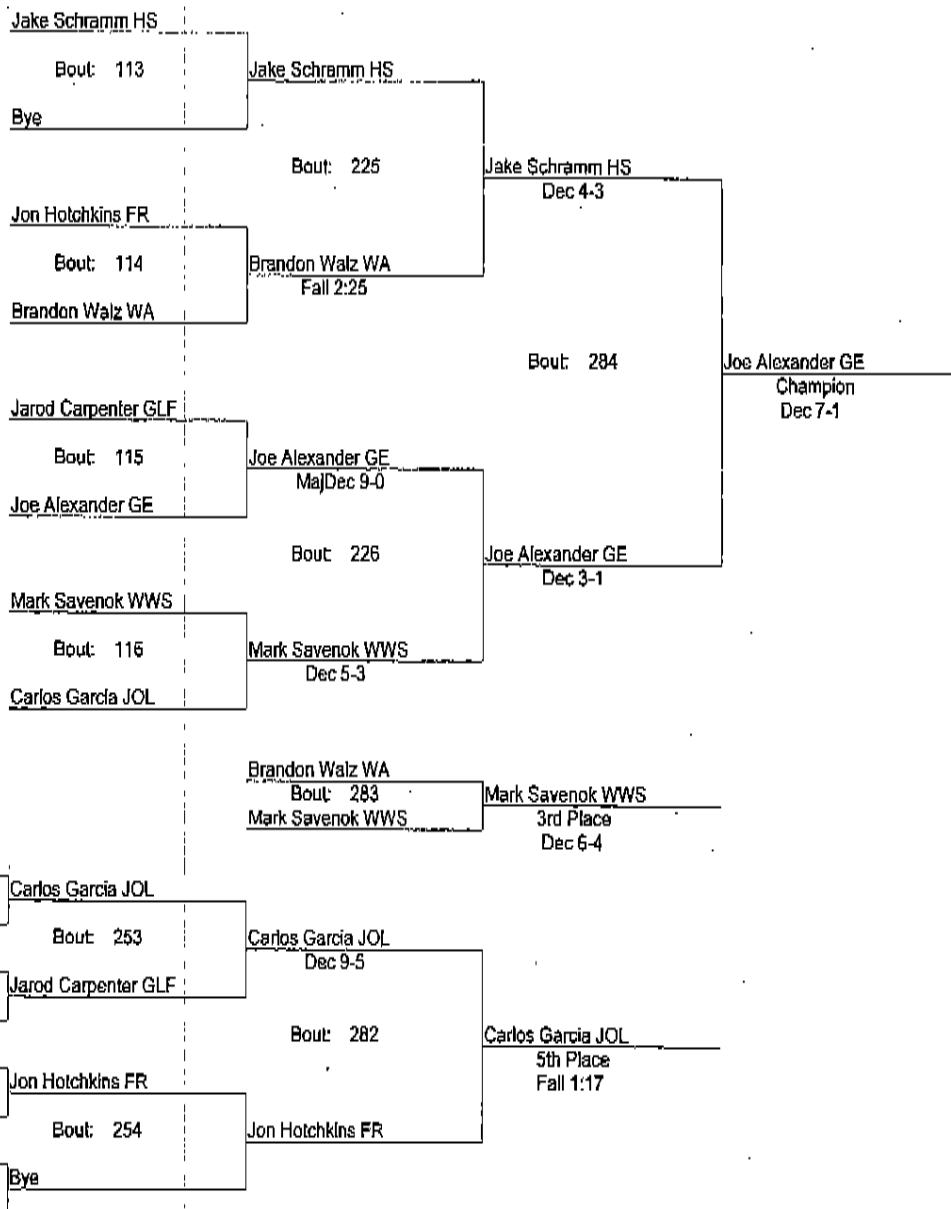 Jake Schramm HS
Bout: 113
Jake Schramm HS
Bye
Bout: 225
Jake Schramm HS
Dec 4-3
Jon Hotchkins FR
Bout: 114
Brandon Walz WA
Fall 2:25
Brandon Walz WA
Bout: 284
Joe Alexander GE
Champion
Dec 7-1
Jarod Carpenter GLF
Bout: 115
Joe Alexander GE
MajDec 9-0
Joe Alexander GE
Bout: 226
Joe Alexander GE
Dec 3-1
Mark Savenok WWS
Bout: 116
Mark Savenok WWS
Dec 5-3
Carlos Garcia JOL
Brandon Walz WA
Bout: 283
Mark Savenok WWS
Mark Savenok WWS
3rd Place
Dec 6-4
Carlos Garcia JOL
Bout: 253
Carlos Garcia JOL
Dec 9-5
Jarod Carpenter GLF
Bout: 282
Carlos Garcia JOL
5th Place
Fall 1:17
Jon Hotchkins FR
Bout: 254
Jon Hotchkins FR
Bye